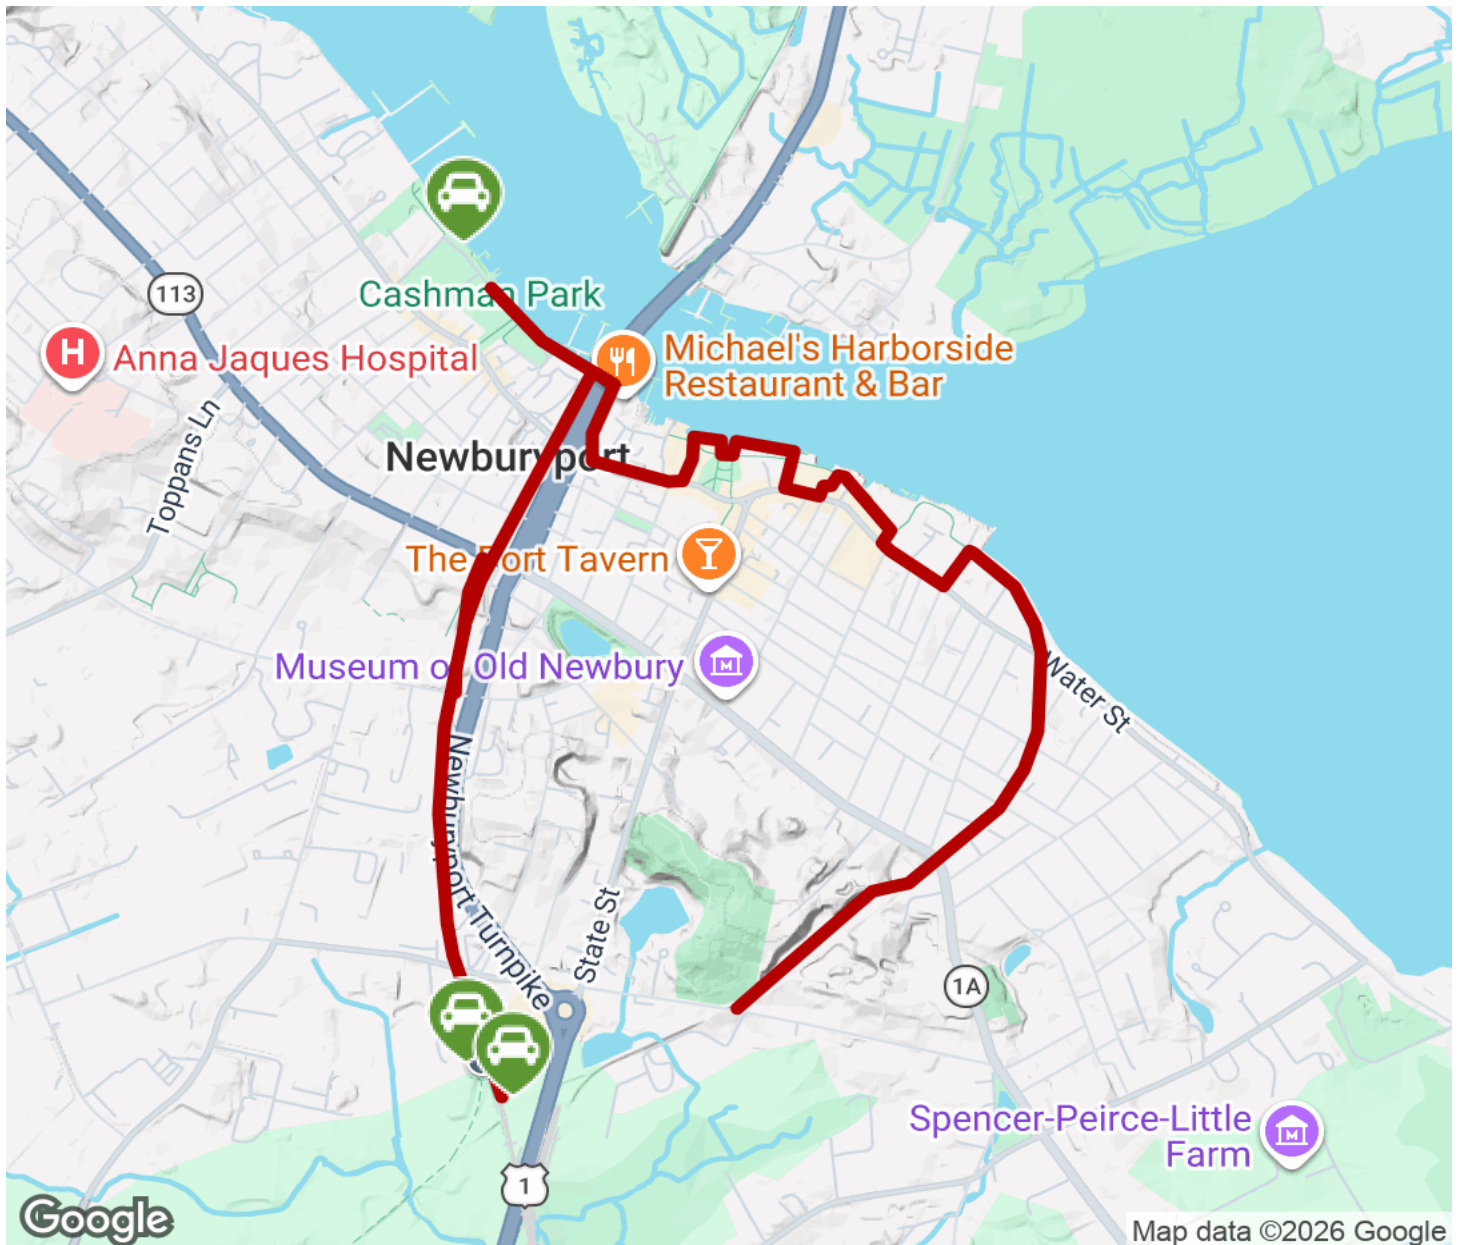 113
Cashman Park
H
Anna Jaques Hospital
Michael's Harborside
Restaurant & Bar
Toppans Ln
Newburyport
The Port Tavern
Museum of Old Newbury
Water St
Newburyport Turnpike
State St
1A
Spencer-Peirce-Little
Farm
1
Google
Map data ©2026 Google